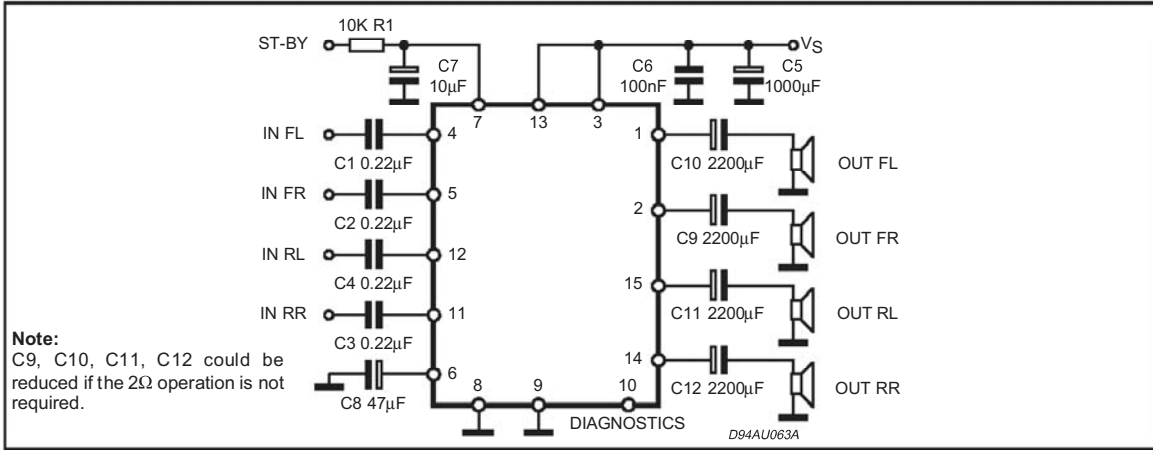 10K R1
ST-BY
VS
C7
10µF
C6
100nF
C5
1000µF
7
13
3
IN FL
4
C1 0.22µF
1
C10 2200µF
OUT FL
IN FR
5
C2 0.22µF
2
C9 2200µF
OUT FR
IN RL
12
C4 0.22µF
15
C11 2200µF
OUT RL
IN RR
11
C3 0.22µF
14
C12 2200µF
OUT RR
Note:
C9, C10, C11, C12 could be
reduced if the 2Ω operation is not
required.
6
C8 47µF
8
9
10
DIAGNOSTICS
D94AU063A